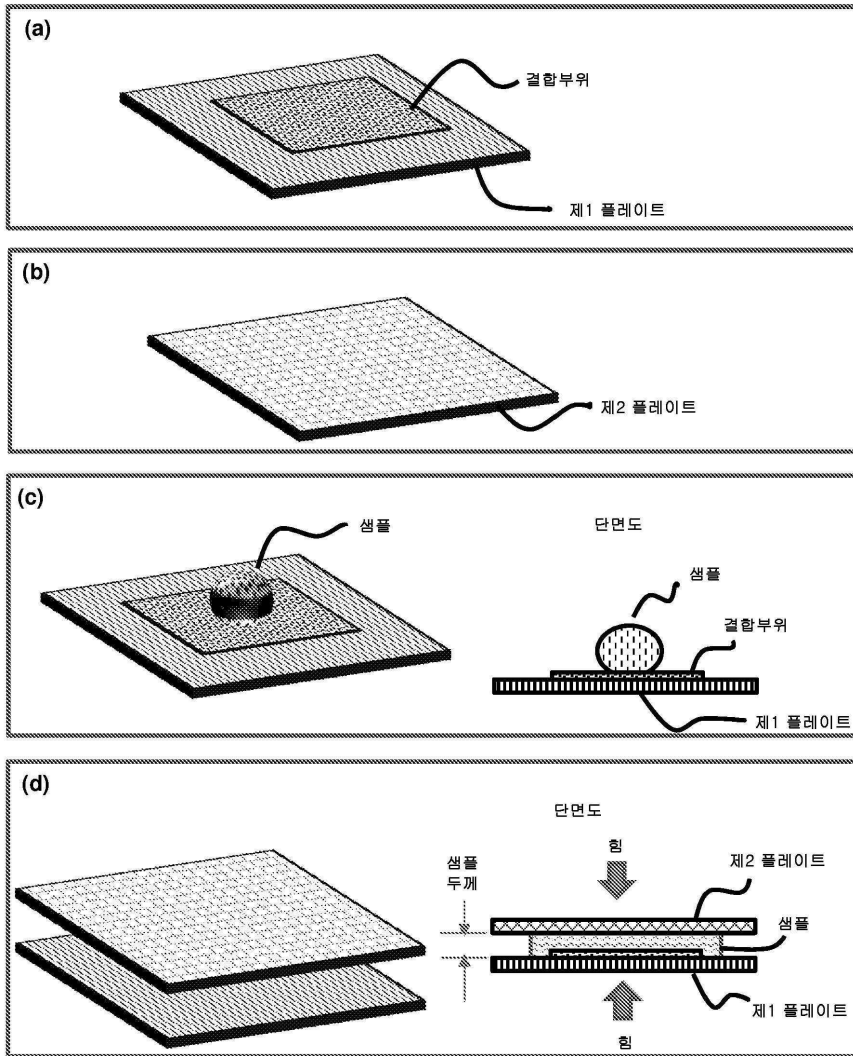 (a)
결합부위
제1 플레이트
(b)
제2 플레이트
(c)
샘플
단면도
샘플
결합부위
제1 플레이트
(d)
단면도
힘
샘플
두께
제2 플레이트
샘플
제1 플레이트
힘